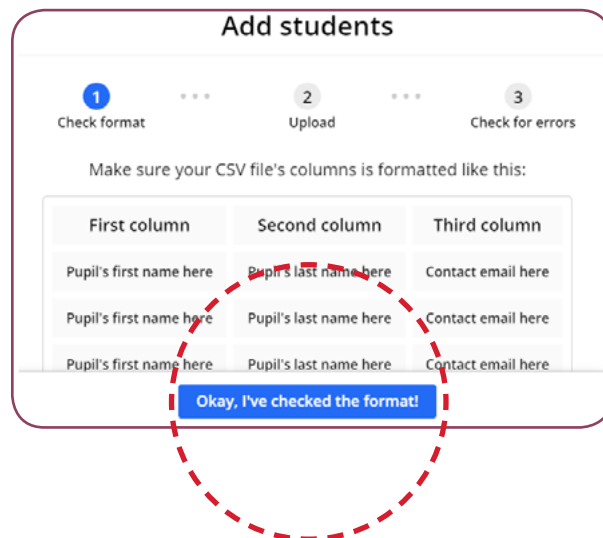 Add students
1
2
3
Check format
Upload
Check for errors
Make sure your CSV file's columns is formatted like this:
First column Second column Third column
Pupil's first name here Pupil's last name here Contact email here
Pupil's first name here Pupil's last name here Contact email here
Pupil's first name here Pupil's last name here Contact email here
Okay, I've checked the format!